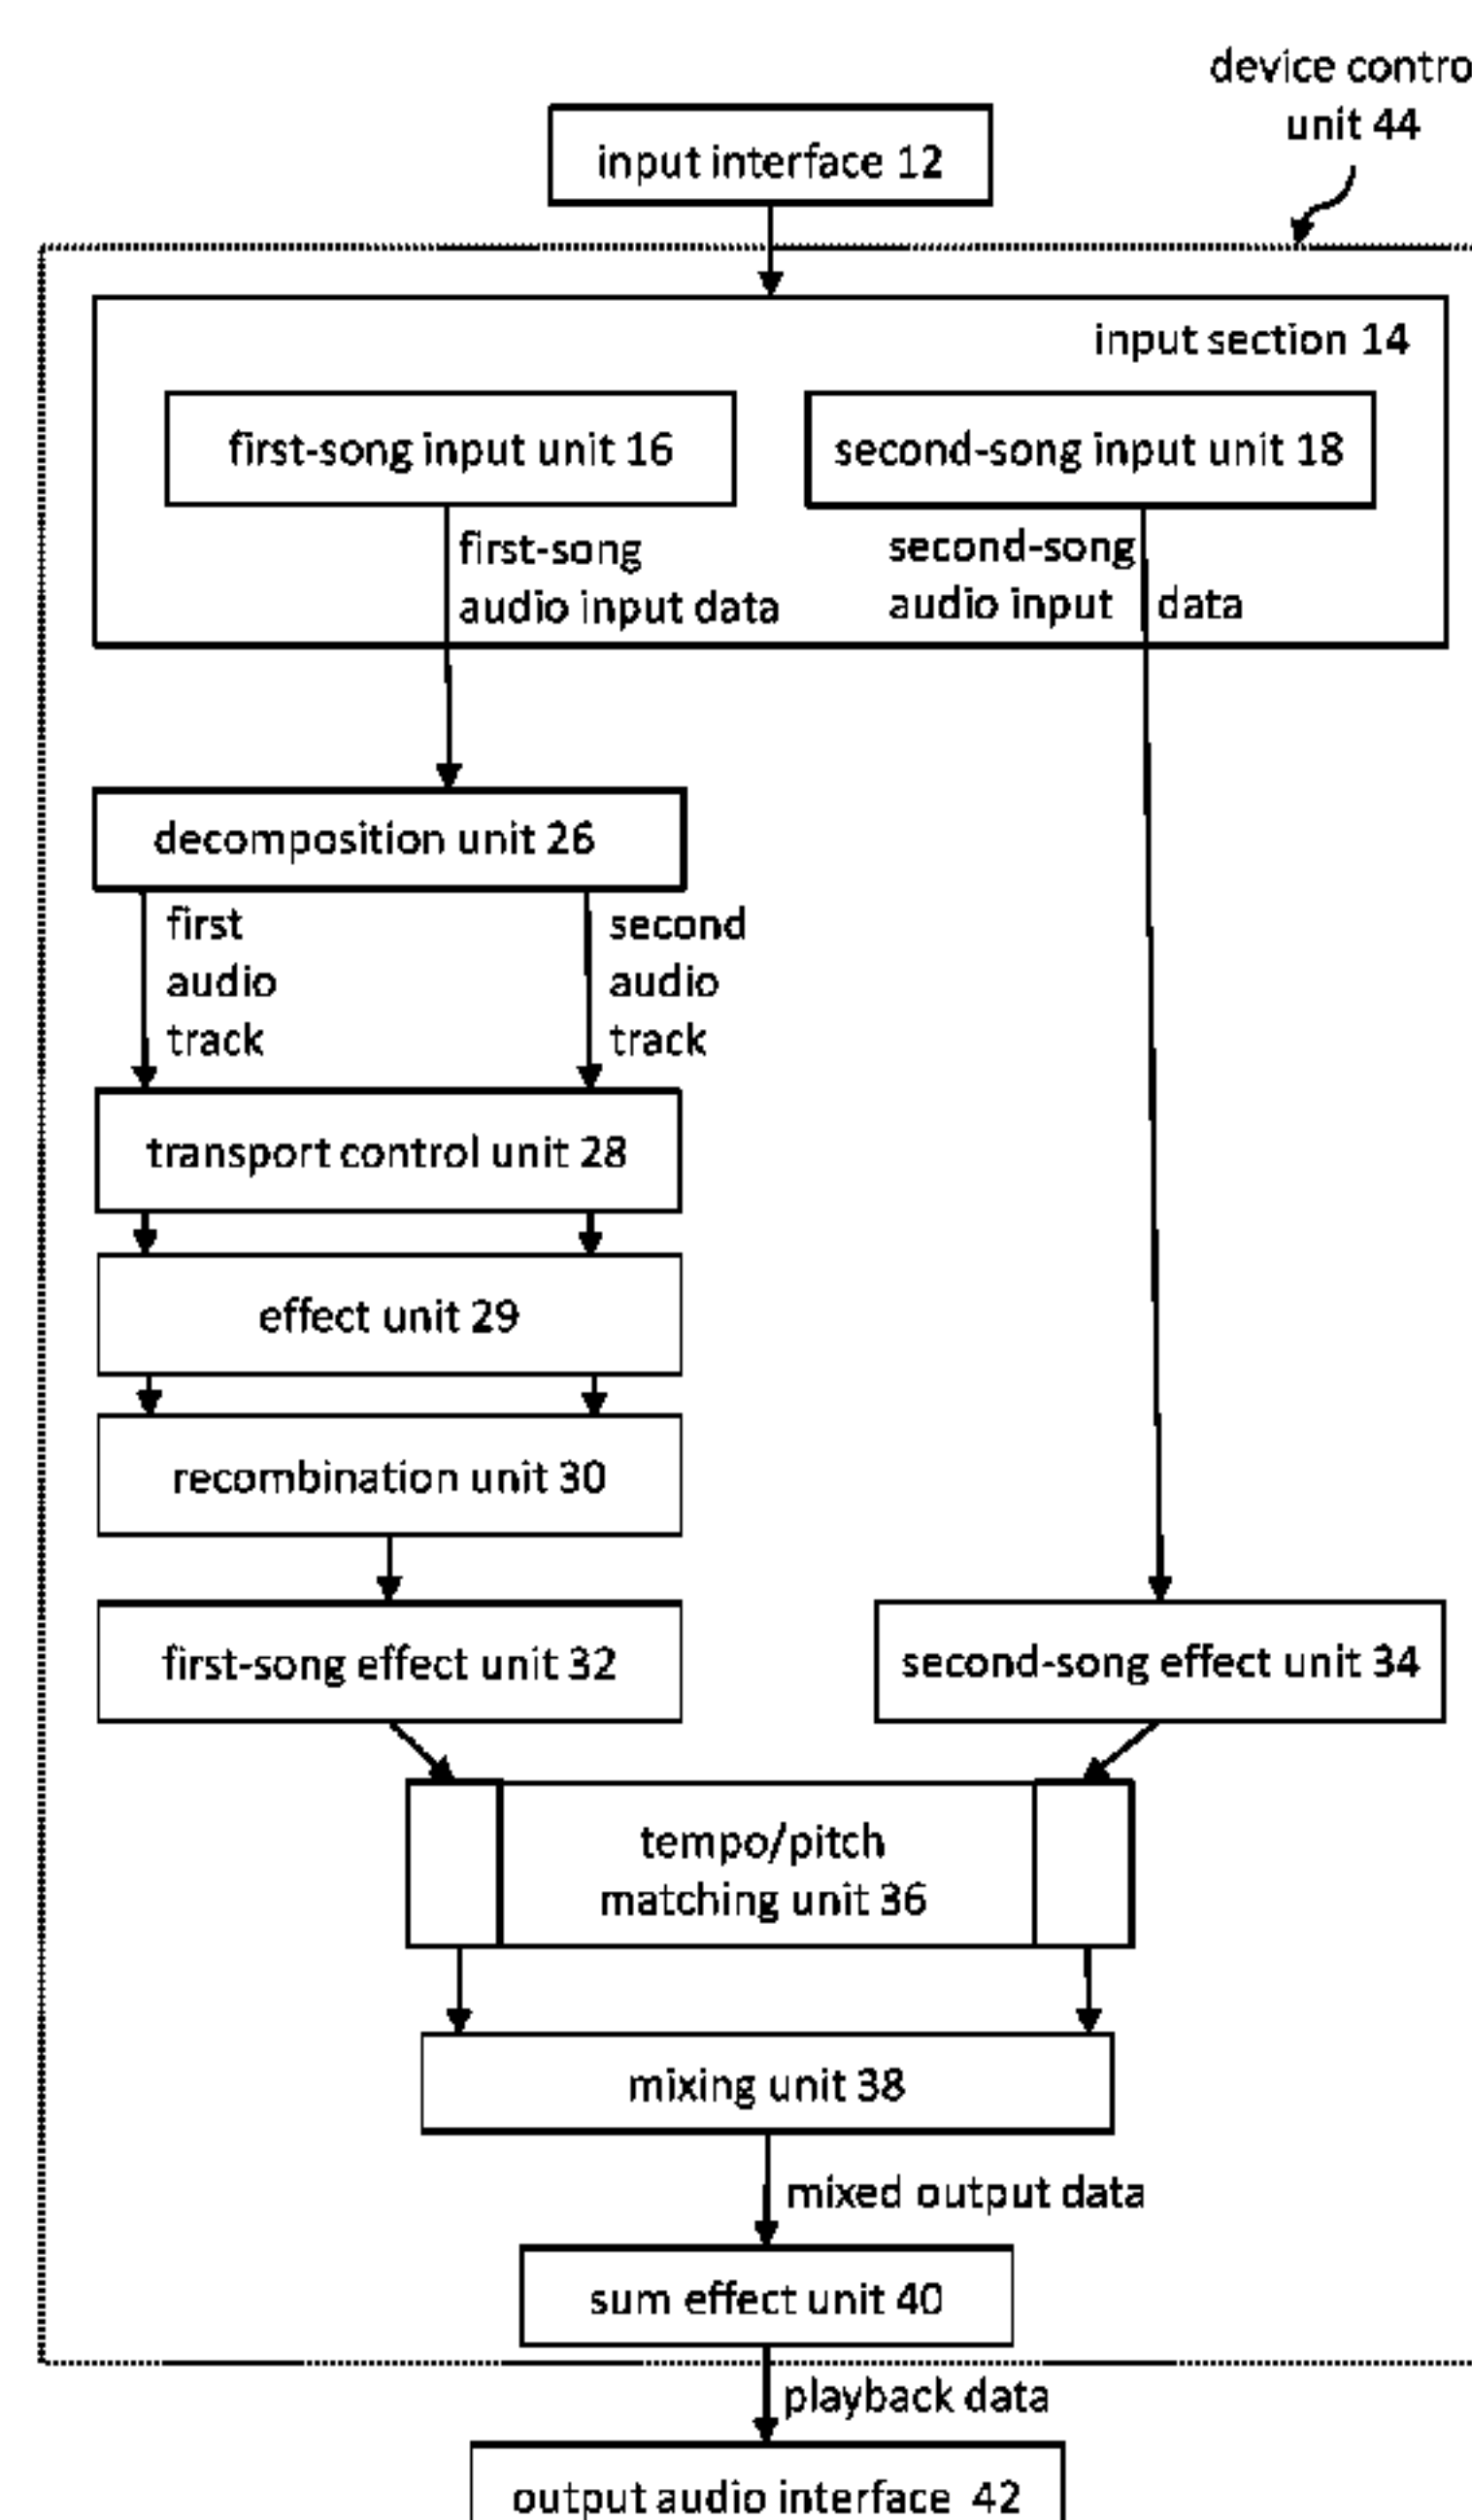 device contro
unit 44
input interface 12
input section 14
first-song input unit 16
second-song input unit 18
first-song
audio input data
second-song
audio input data
decomposition unit 26
first
audio
track
second
audio
track
transport control unit 28
effect unit 29
recombination unit 30
first-song effect unit 32
second-song effect unit 34
tempo/pitch
matching unit 36
mixing unit 38
mixed output data
sum effect unit 40
playback data
output audio interface 42